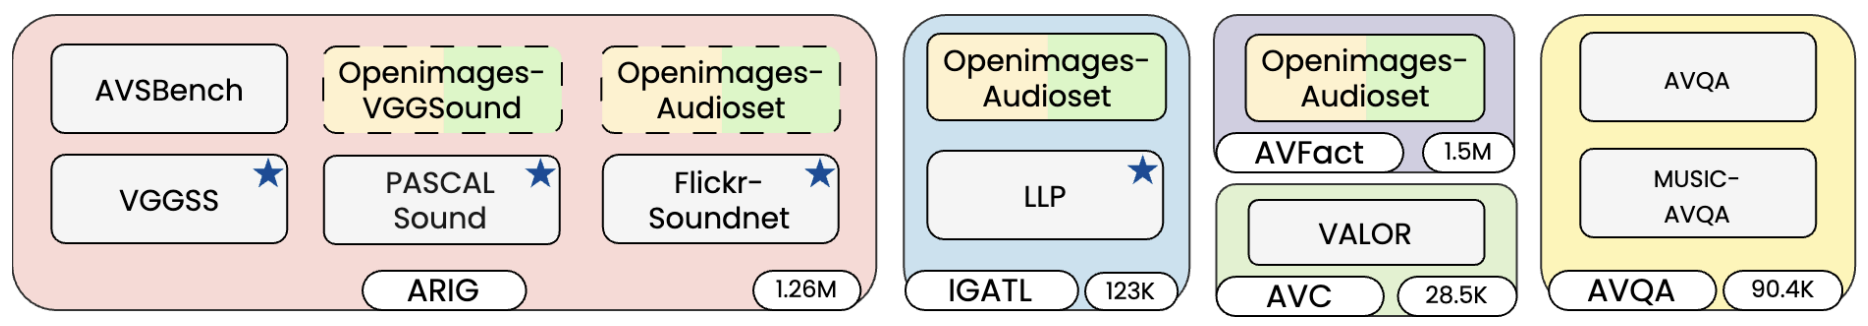 AVSBench
Openimages-
VGGSound
Openimages-
Audioset
VGGSS
PASCAL
Sound
Flickr-
Soundnet
ARIG
1.26M
Openimages-
Audioset
LLP
IGATL
123K
Openimages-
Audioset
AVFact
1.5M
VALOR
AVC
28.5K
AVQA
MUSIC-
AVQA
AVQA
90.4K